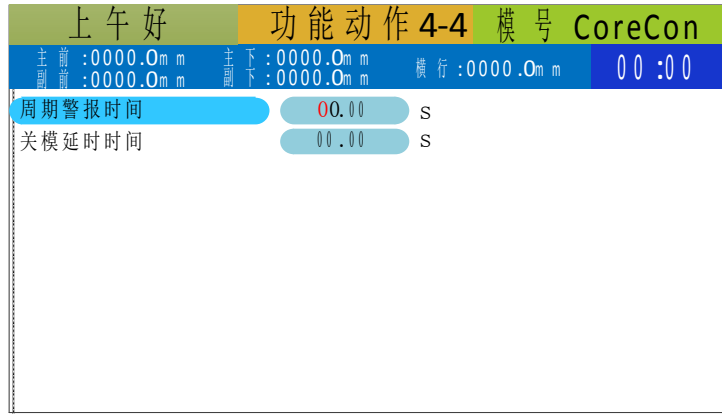 上午好 功能动作4-4 模号 CoreCon
主前:0000.0mm 主下:0000.0mm 横行:0000.0mm 00:00
副前:0000.0mm 副下:0000.0mm
周期警报时间 00.00 S
关模延时时间 00.00 S